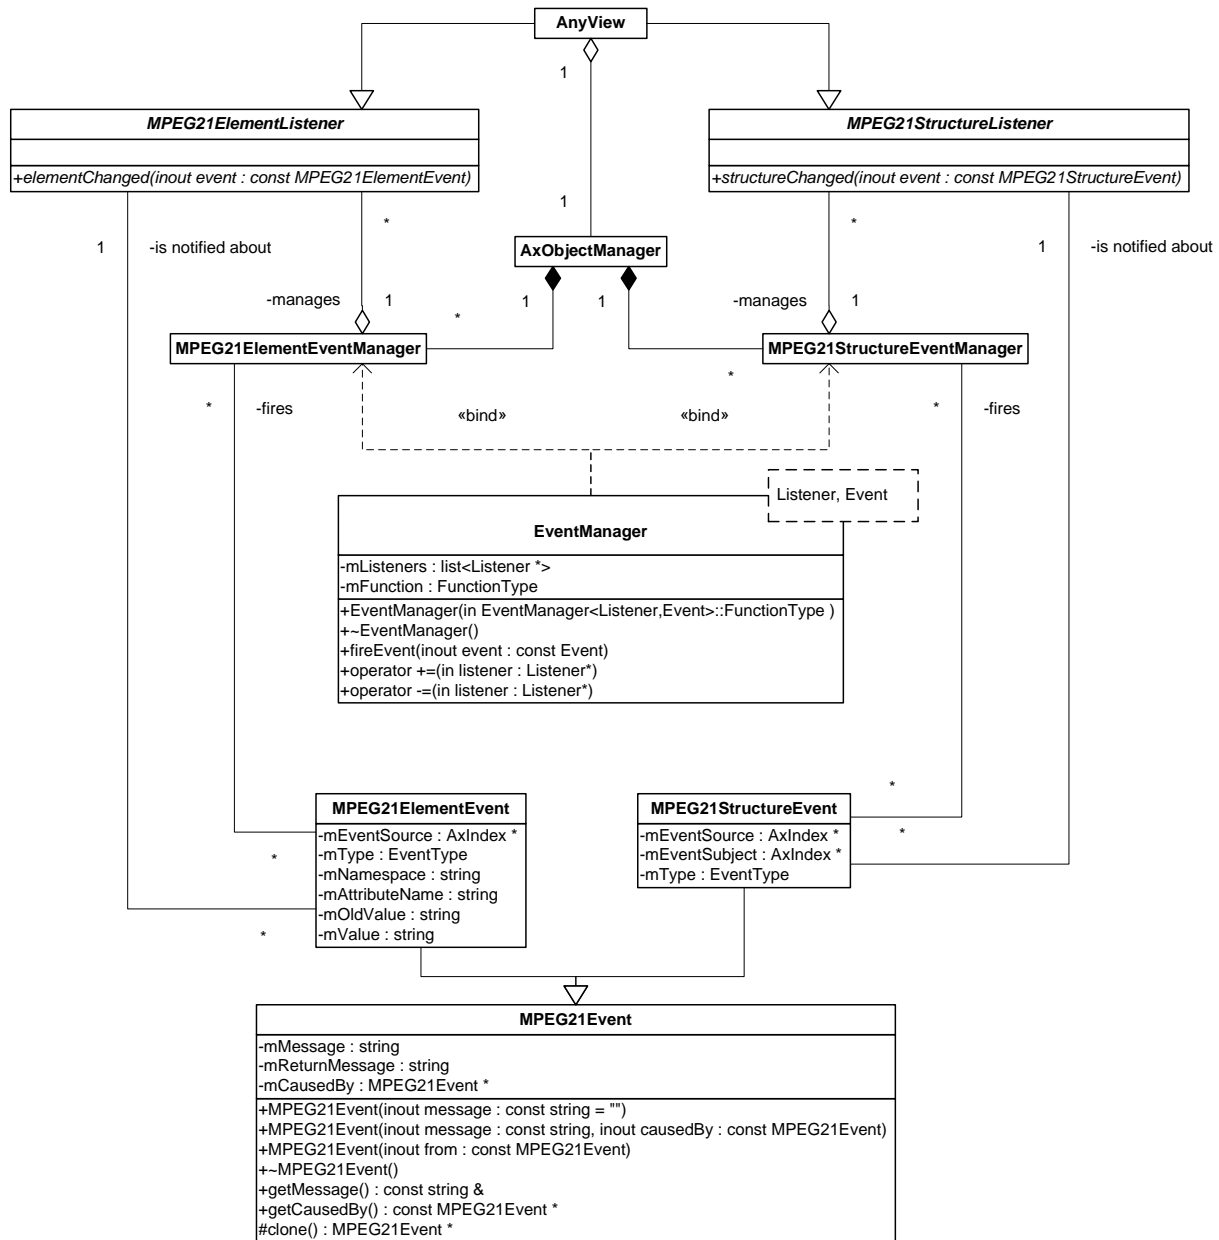 AnyView
1
MPEG21ElementListener
+elementChanged(inout event : const MPEG21ElementEvent)
MPEG21StructureListener
+structureChanged(inout event : const MPEG21StructureEvent)
1
*
*
1
-is notified about
1
-is notified about
AxObjectManager
-manages
1
1
1
-manages
1
*
MPEG21ElementEventManager
MPEG21StructureEventManager
*
*
-fires
«bind»
«bind»
*
-fires
Listener, Event
EventManager
-mListeners : list<Listener *>
-mFunction : FunctionType
+EventManager(in EventManager<Listener,Event>::FunctionType )
+~EventManager()
+fireEvent(inout event : const Event)
+operator +=(in listener : Listener*)
+operator -=(in listener : Listener*)
*
*
MPEG21ElementEvent
-mEventSource : AxIndex *
-mType : EventType
-mNamespace : string
-mAttributeName : string
-mOldValue : string
-mValue : string
*
*
MPEG21StructureEvent
-mEventSource : AxIndex *
-mEventSubject : AxIndex *
-mType : EventType
MPEG21Event
-mMessage : string
-mReturnMessage : string
-mCausedBy : MPEG21Event *
+MPEG21Event(inout message : const string = "")
+MPEG21Event(inout message : const string, inout causedBy : const MPEG21Event)
+MPEG21Event(inout from : const MPEG21Event)
+~MPEG21Event()
+getMessage() : const string &
+getCausedBy() : const MPEG21Event *
#clone() : MPEG21Event *